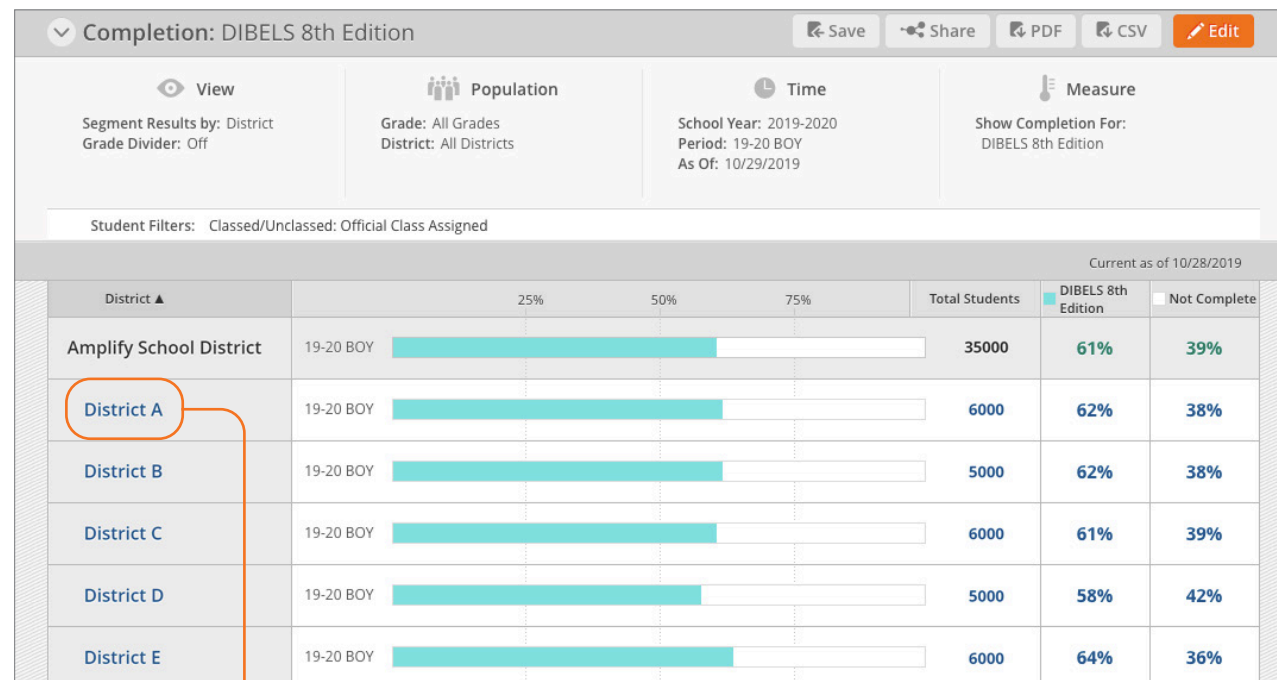 Completion: DIBELS 8th Edition
Save
Share
PDF
CSV
Edit
View
Population
Time
Measure
Segment Results by: District
Grade Divider: Off
Grade: All Grades
District: All Districts
School Year: 2019-2020
Period: 19-20 BOY
As Of: 10/29/2019
Show Completion For:
DIBELS 8th Edition
Student Filters: Classed/Unclassed: Official Class Assigned
Current as of 10/28/2019
District ▲ 25% 50% 75% Total Students DIBELS 8th Edition Not Complete
Amplify School District 19-20 BOY 35000 61% 39%
District A 19-20 BOY 6000 62% 38%
District B 19-20 BOY 5000 62% 38%
District C 19-20 BOY 6000 61% 39%
District D 19-20 BOY 5000 58% 42%
District E 19-20 BOY 6000 64% 36%